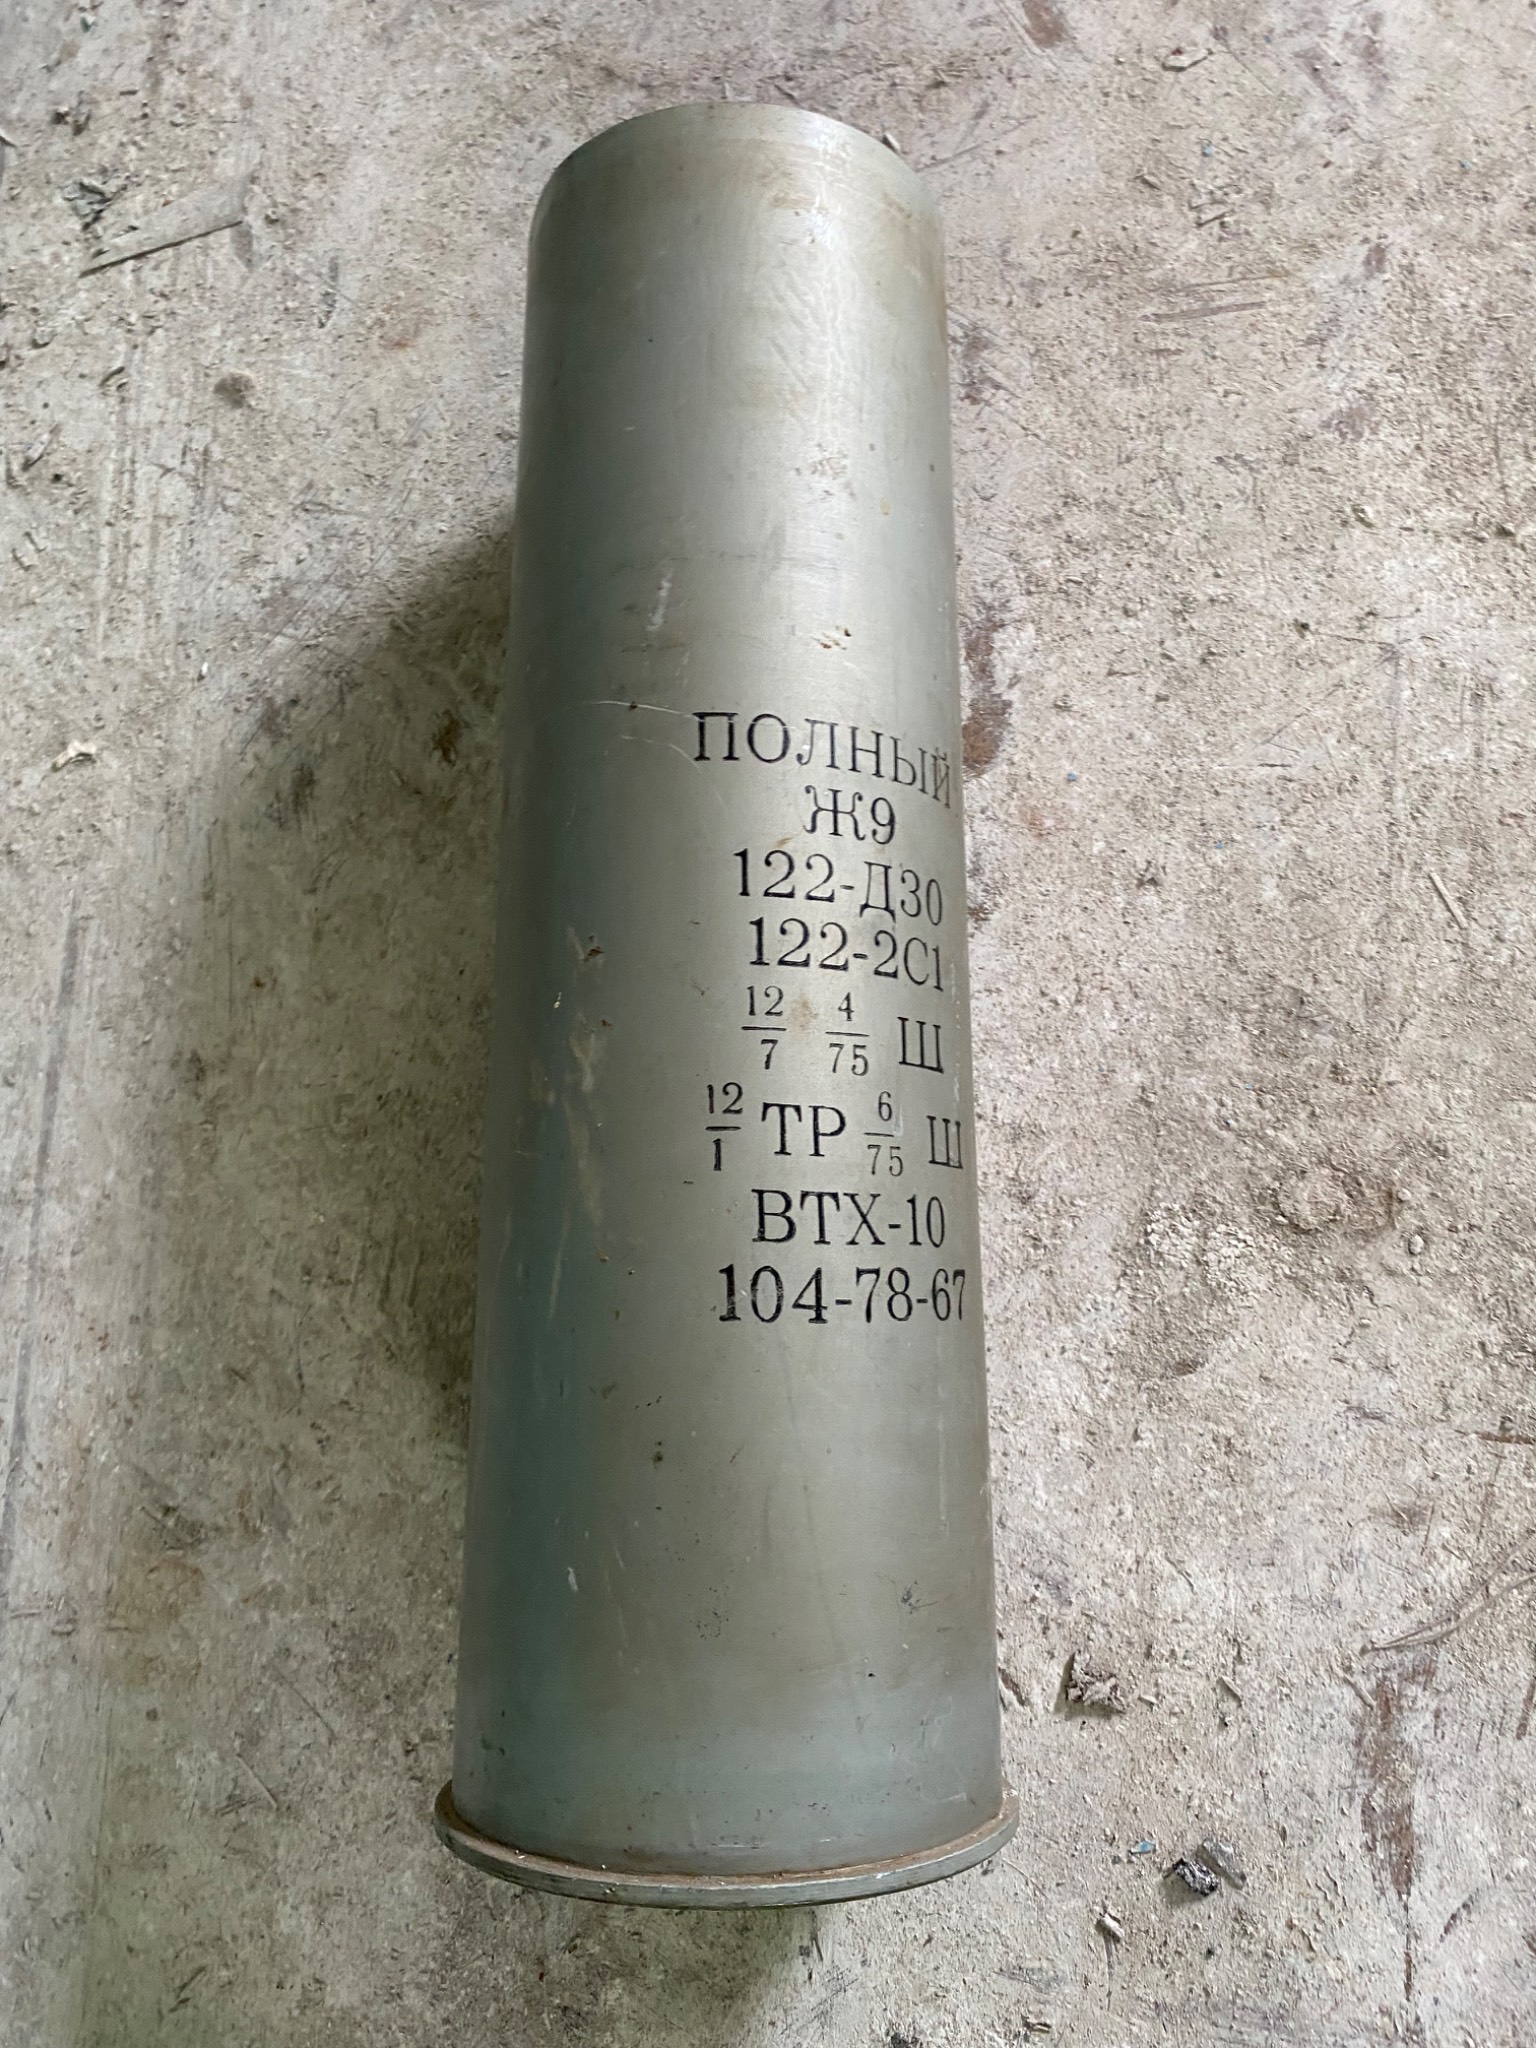 ПОЛНЫЙ
Ж9
122-Д30
122-2С1
12/7 4/75 Ш
12/1 ТР 6/75 Ш
ВТХ-10
104-78-67